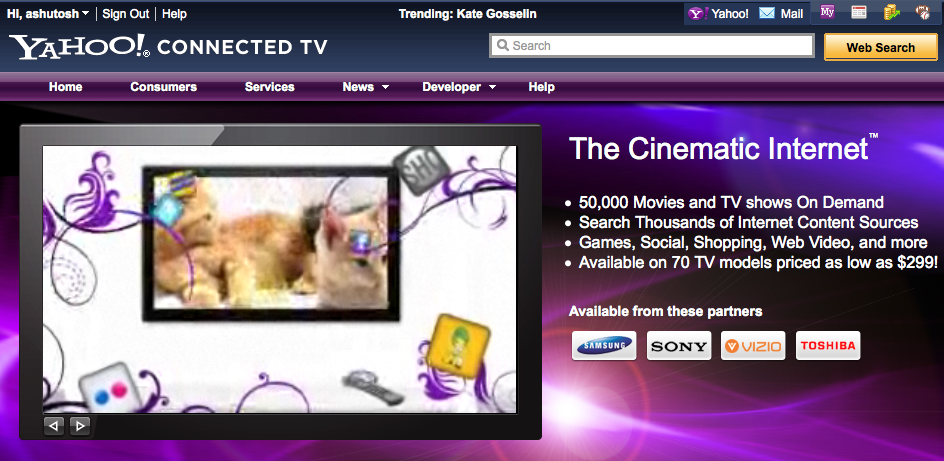 Hi, ashutosh Sign Out Help
Trending: Kate Gosselin
Y! Yahoo! Mail My
YAHOO!® CONNECTED TV
Search
Web Search
Home Consumers Services News Developer Help
SHO
The Cinematic Internet™
• 50,000 Movies and TV shows On Demand
• Search Thousands of Internet Content Sources
• Games, Social, Shopping, Web Video, and more
• Available on 70 TV models priced as low as $299!
Available from these partners
SAMSUNG SONY VIZIO TOSHIBA